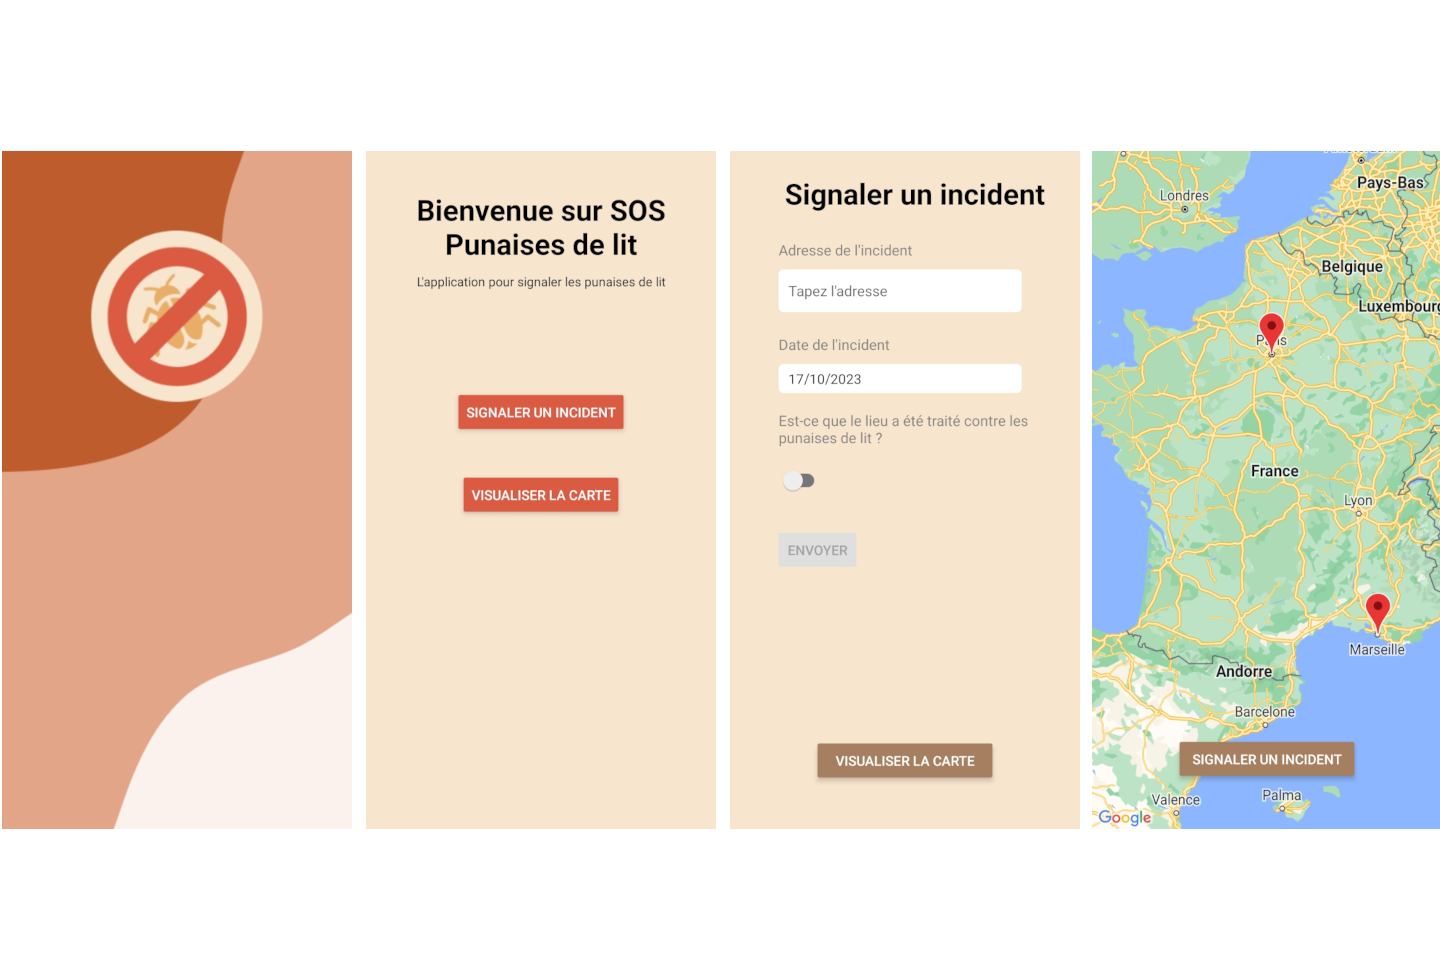 Bienvenue sur SOS
Punaises de lit
L'application pour signaler les punaises de lit
SIGNALER UN INCIDENT
VISUALISER LA CARTE
Signaler un incident
Adresse de l'incident
Tapez l'adresse
Date de l'incident
17/10/2023
Est-ce que le lieu a été traité contre les
punaises de lit ?
ENVOYER
VISUALISER LA CARTE
Londres
Pays-Bas
Belgique
Luxembourg
France
Lyon
Marseille
Andorre
Barcelone
SIGNALER UN INCIDENT
Valence
Palma
Google